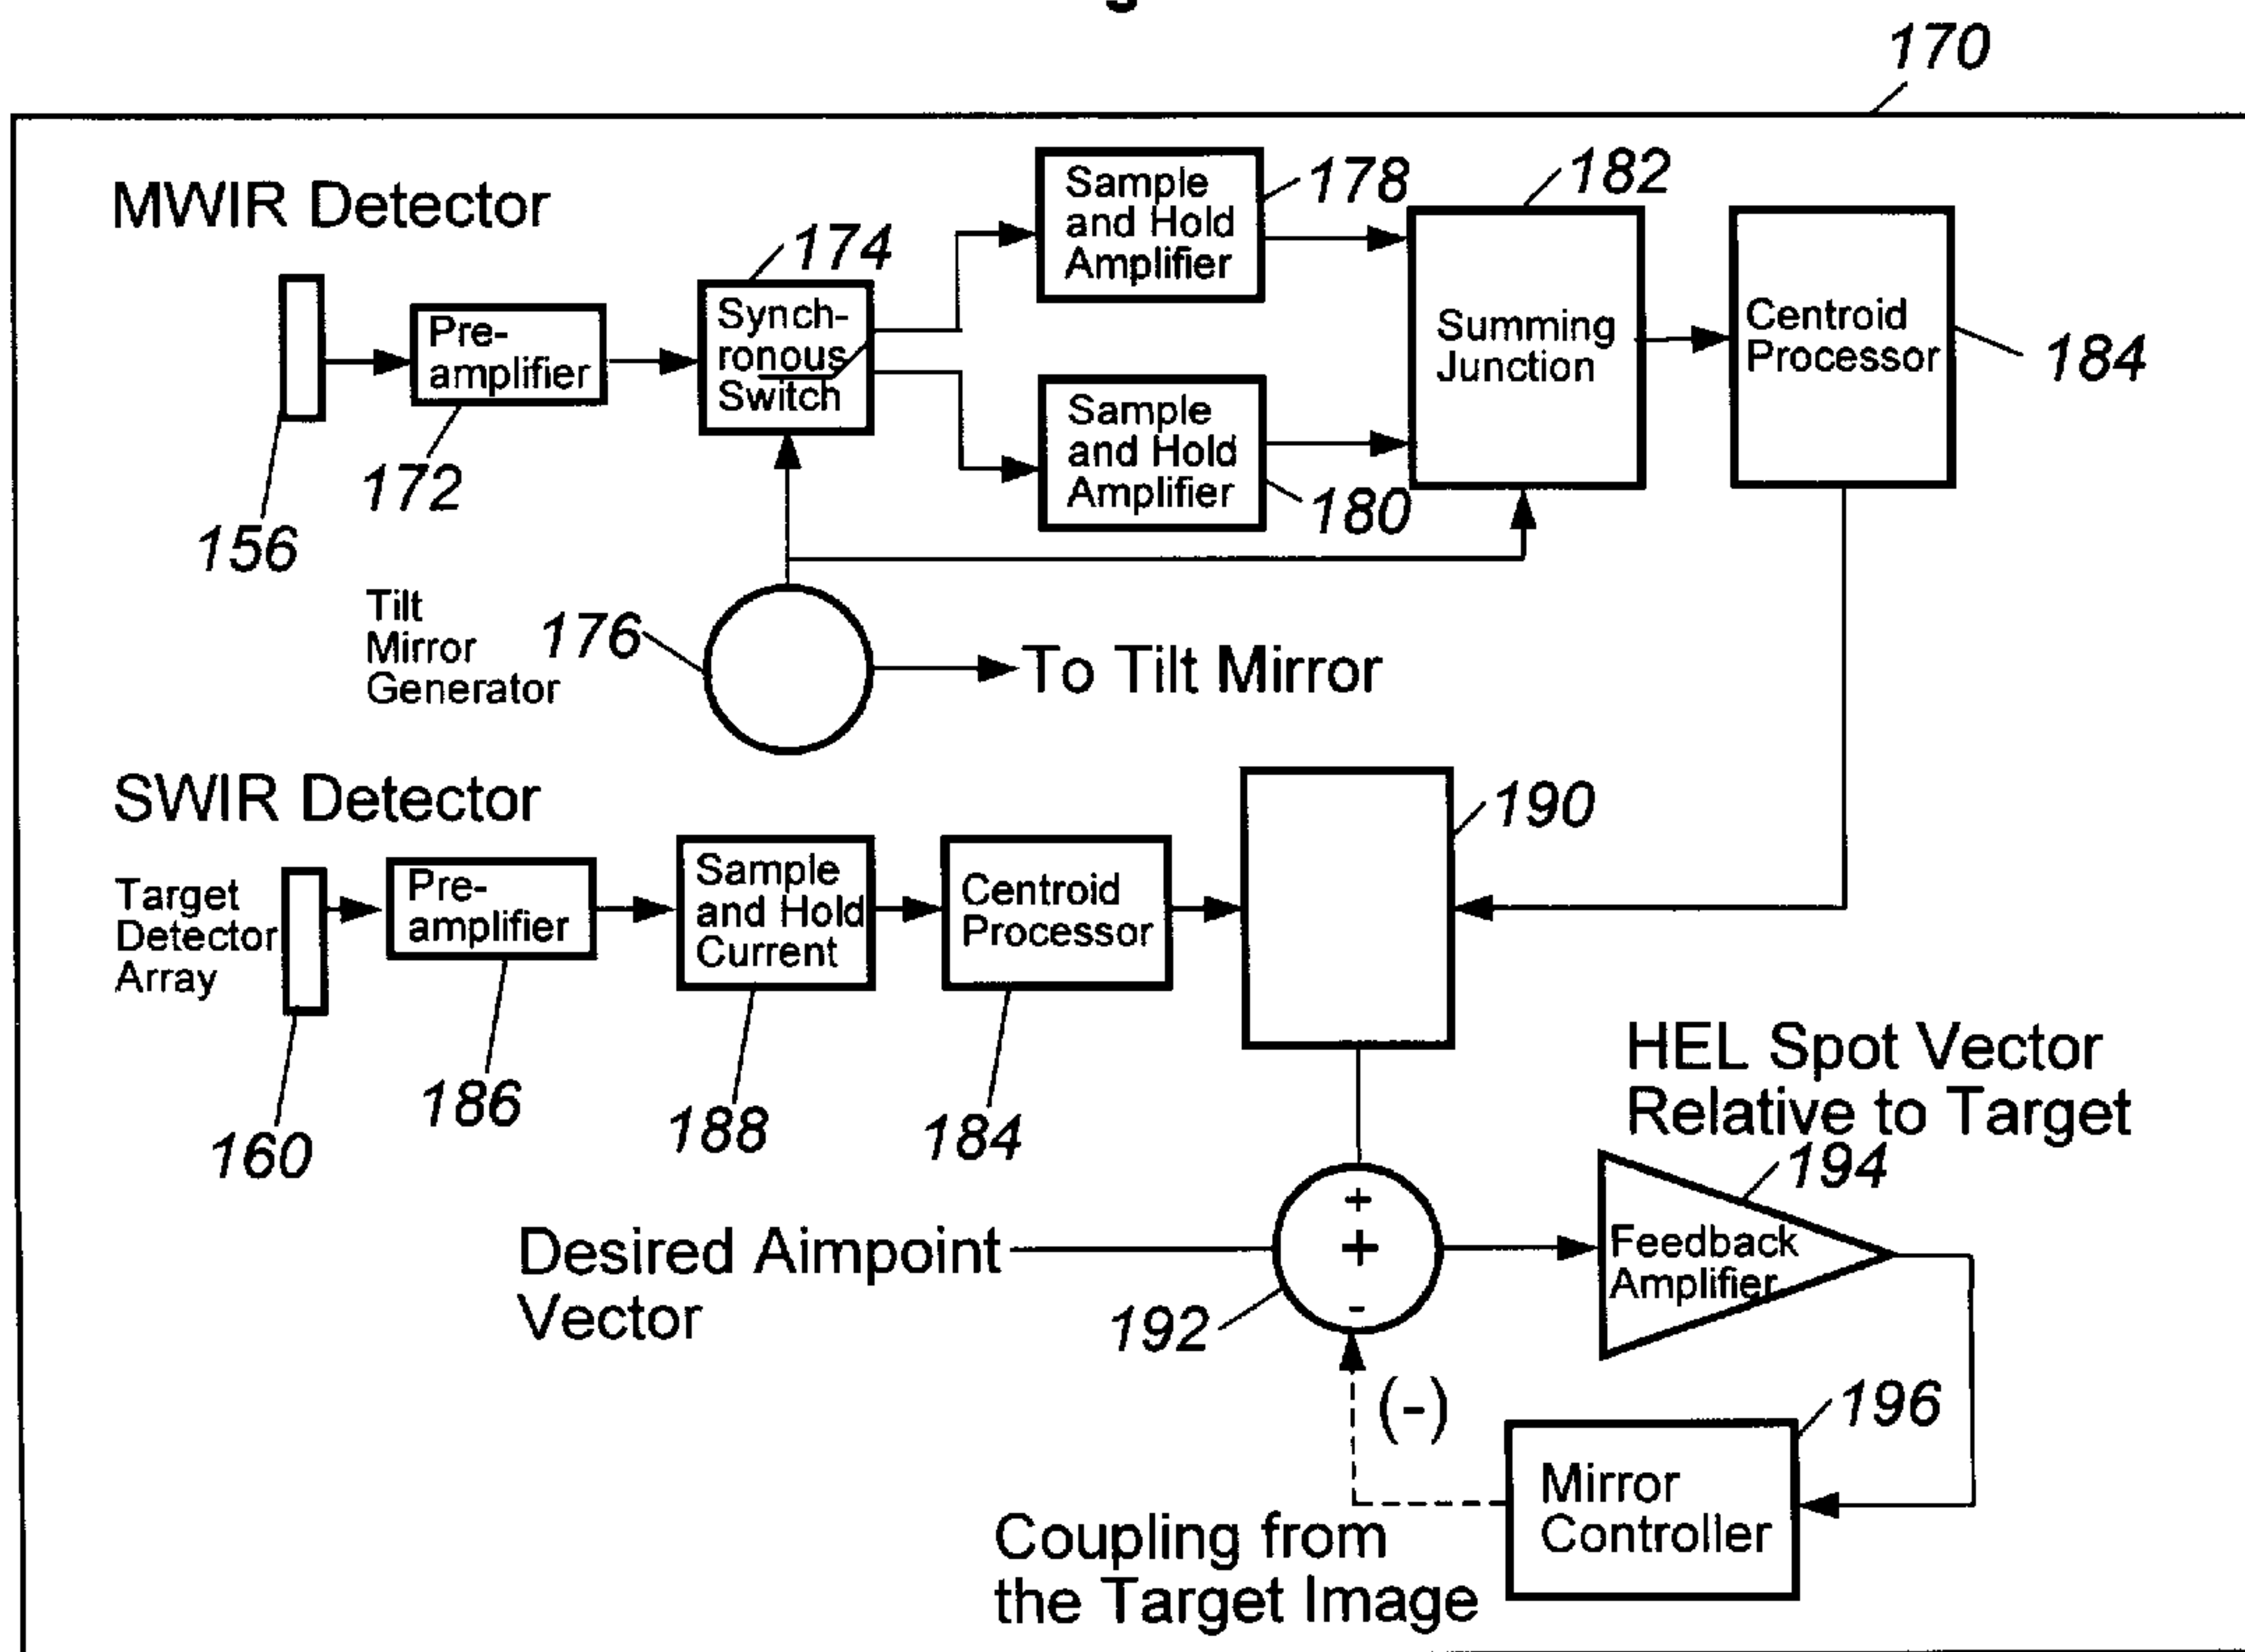 170
MWIR Detector
156
Pre-
amplifier
172
174
Synch-
ronous
Switch
Sample
and Hold
Amplifier
178
Sample
and Hold
Amplifier
180
182
Summing
Junction
Centroid
Processor
184
Tilt
Mirror
Generator
176
To Tilt Mirror
SWIR Detector
Target
Detector
Array
160
Pre-
amplifier
186
Sample
and Hold
Current
188
Centroid
Processor
184
190
HEL Spot Vector
Relative to Target
194
Desired Aimpoint
Vector
+
+
-
192
Feedback
Amplifier
(-)
196
Mirror
Controller
Coupling from
the Target Image